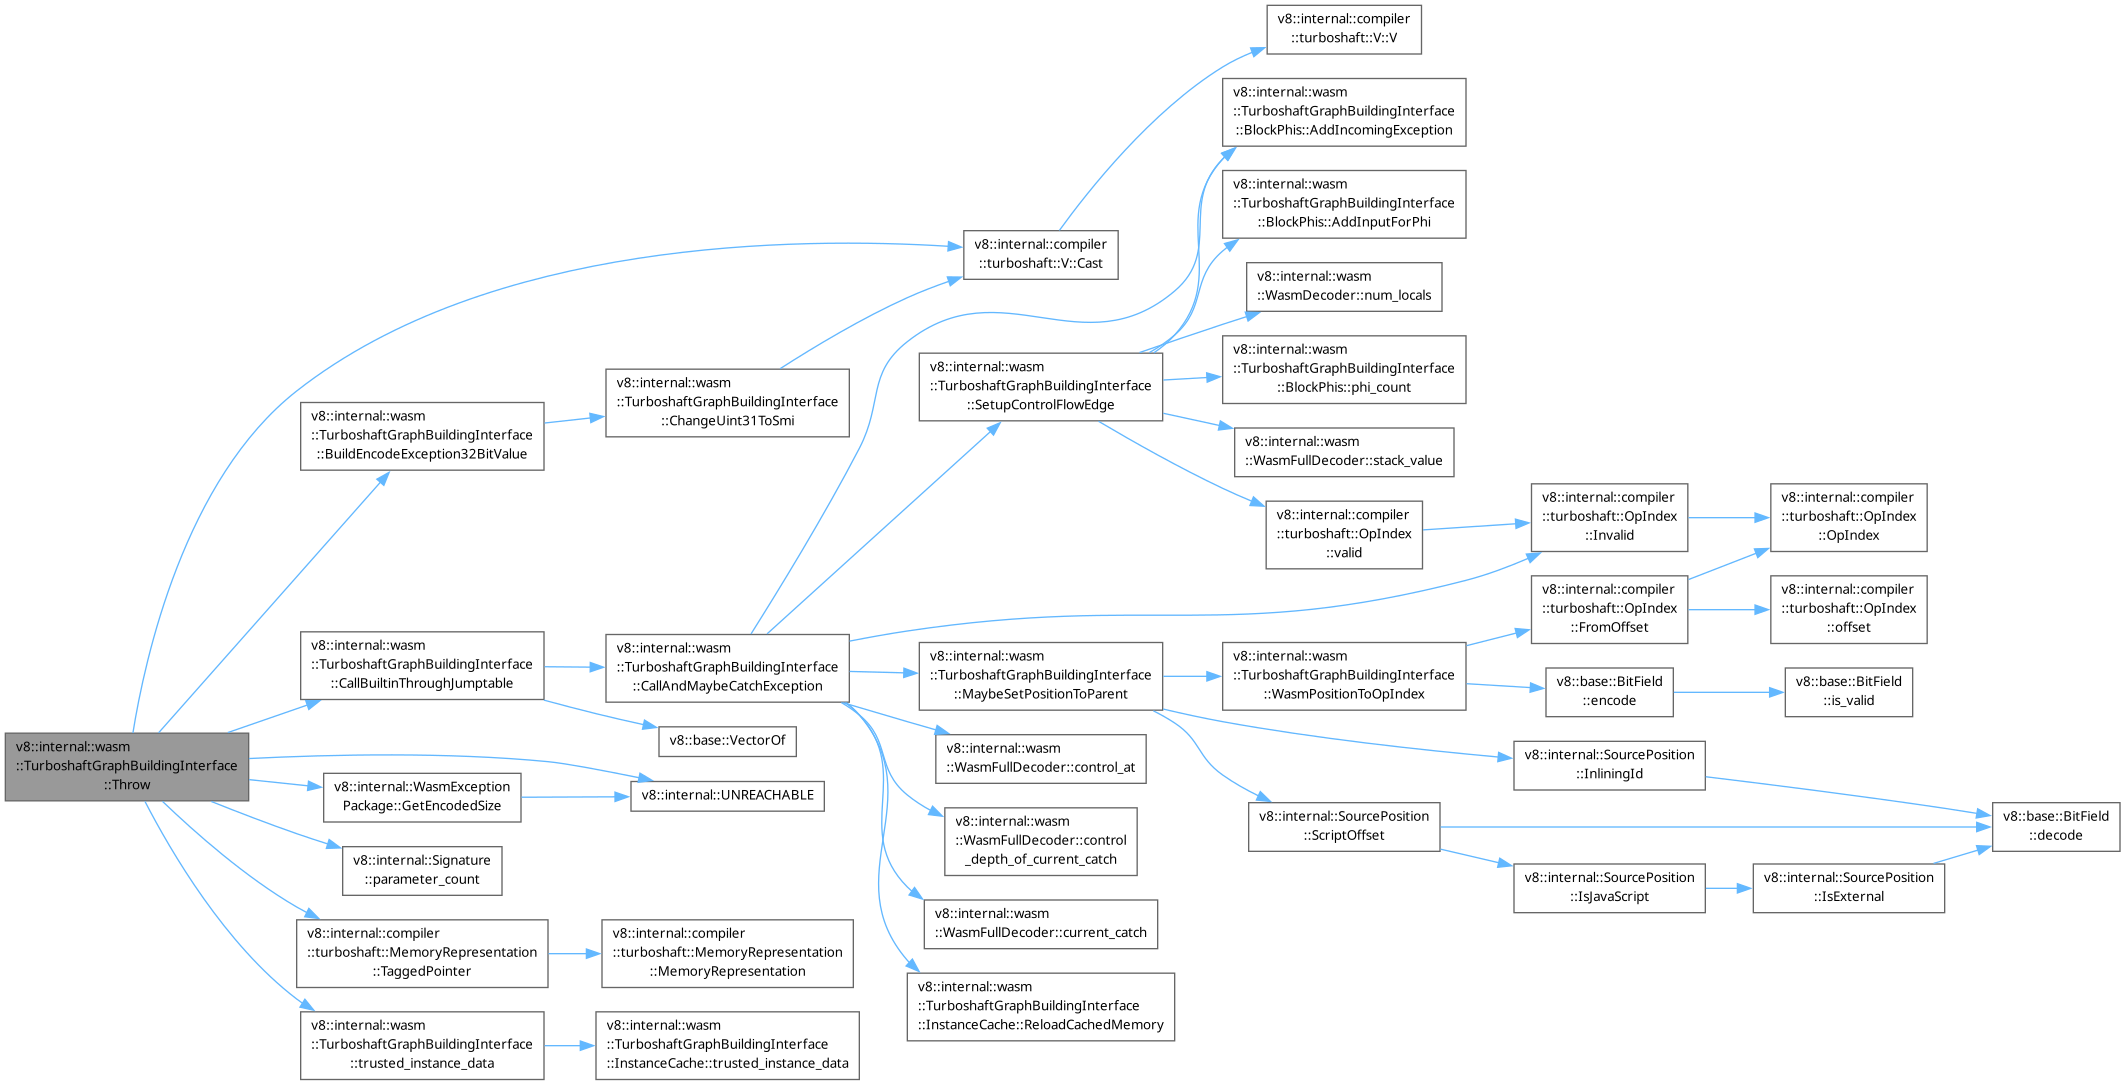 v8::internal::compiler
::turboshaft::V::V
v8::internal::wasm
::TurboshaftGraphBuildingInterface
::BlockPhis::AddIncomingException
v8::internal::wasm
::TurboshaftGraphBuildingInterface
::BlockPhis::AddInputForPhi
v8::internal::compiler
::turboshaft::V::Cast
v8::internal::wasm
::WasmDecoder::num_locals
v8::internal::wasm
::TurboshaftGraphBuildingInterface
::BlockPhis::phi_count
v8::internal::wasm
::TurboshaftGraphBuildingInterface
::SetupControlFlowEdge
v8::internal::wasm
::TurboshaftGraphBuildingInterface
::ChangeUint31ToSmi
v8::internal::wasm
::TurboshaftGraphBuildingInterface
::BuildEncodeException32BitValue
v8::internal::wasm
::WasmFullDecoder::stack_value
v8::internal::compiler
::turboshaft::OpIndex
::valid
v8::internal::compiler
::turboshaft::OpIndex
::Invalid
v8::internal::compiler
::turboshaft::OpIndex
::OpIndex
v8::internal::compiler
::turboshaft::OpIndex
::FromOffset
v8::internal::compiler
::turboshaft::OpIndex
::offset
v8::internal::wasm
::TurboshaftGraphBuildingInterface
::CallBuiltinThroughJumptable
v8::internal::wasm
::TurboshaftGraphBuildingInterface
::CallAndMaybeCatchException
v8::internal::wasm
::TurboshaftGraphBuildingInterface
::MaybeSetPositionToParent
v8::internal::wasm
::TurboshaftGraphBuildingInterface
::WasmPositionToOpIndex
v8::base::BitField
::encode
v8::base::BitField
::is_valid
v8::base::VectorOf
v8::internal::wasm
::TurboshaftGraphBuildingInterface
::Throw
v8::internal::wasm
::WasmFullDecoder::control_at
v8::internal::SourcePosition
::InliningId
v8::internal::WasmException
Package::GetEncodedSize
v8::internal::UNREACHABLE
v8::internal::wasm
::WasmFullDecoder::control
_depth_of_current_catch
v8::internal::SourcePosition
::ScriptOffset
v8::base::BitField
::decode
v8::internal::Signature
::parameter_count
v8::internal::SourcePosition
::IsJavaScript
v8::internal::SourcePosition
::IsExternal
v8::internal::wasm
::WasmFullDecoder::current_catch
v8::internal::compiler
::turboshaft::MemoryRepresentation
::TaggedPointer
v8::internal::compiler
::turboshaft::MemoryRepresentation
::MemoryRepresentation
v8::internal::wasm
::TurboshaftGraphBuildingInterface
::InstanceCache::ReloadCachedMemory
v8::internal::wasm
::TurboshaftGraphBuildingInterface
::trusted_instance_data
v8::internal::wasm
::TurboshaftGraphBuildingInterface
::InstanceCache::trusted_instance_data